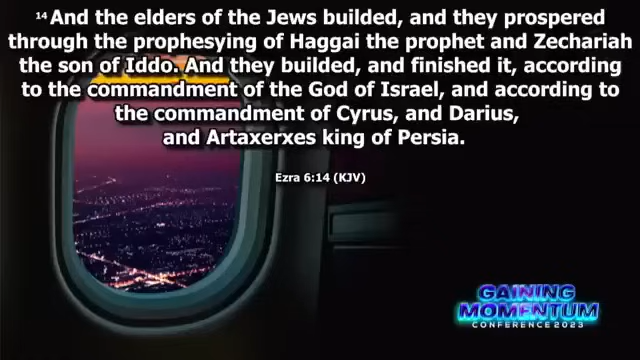 14 And the elders of the Jews builded, and they prospered
through the prophesying of Haggai the prophet and Zechariah
the son of Iddo. And they builded, and finished it, according
to the commandment of the God of Israel, and according to
the commandment of Cyrus, and Darius,
and Artaxerxes king of Persia.
Ezra 6:14 (KJV)
GAINING
MOMENTUM
CONFERENCE 2023